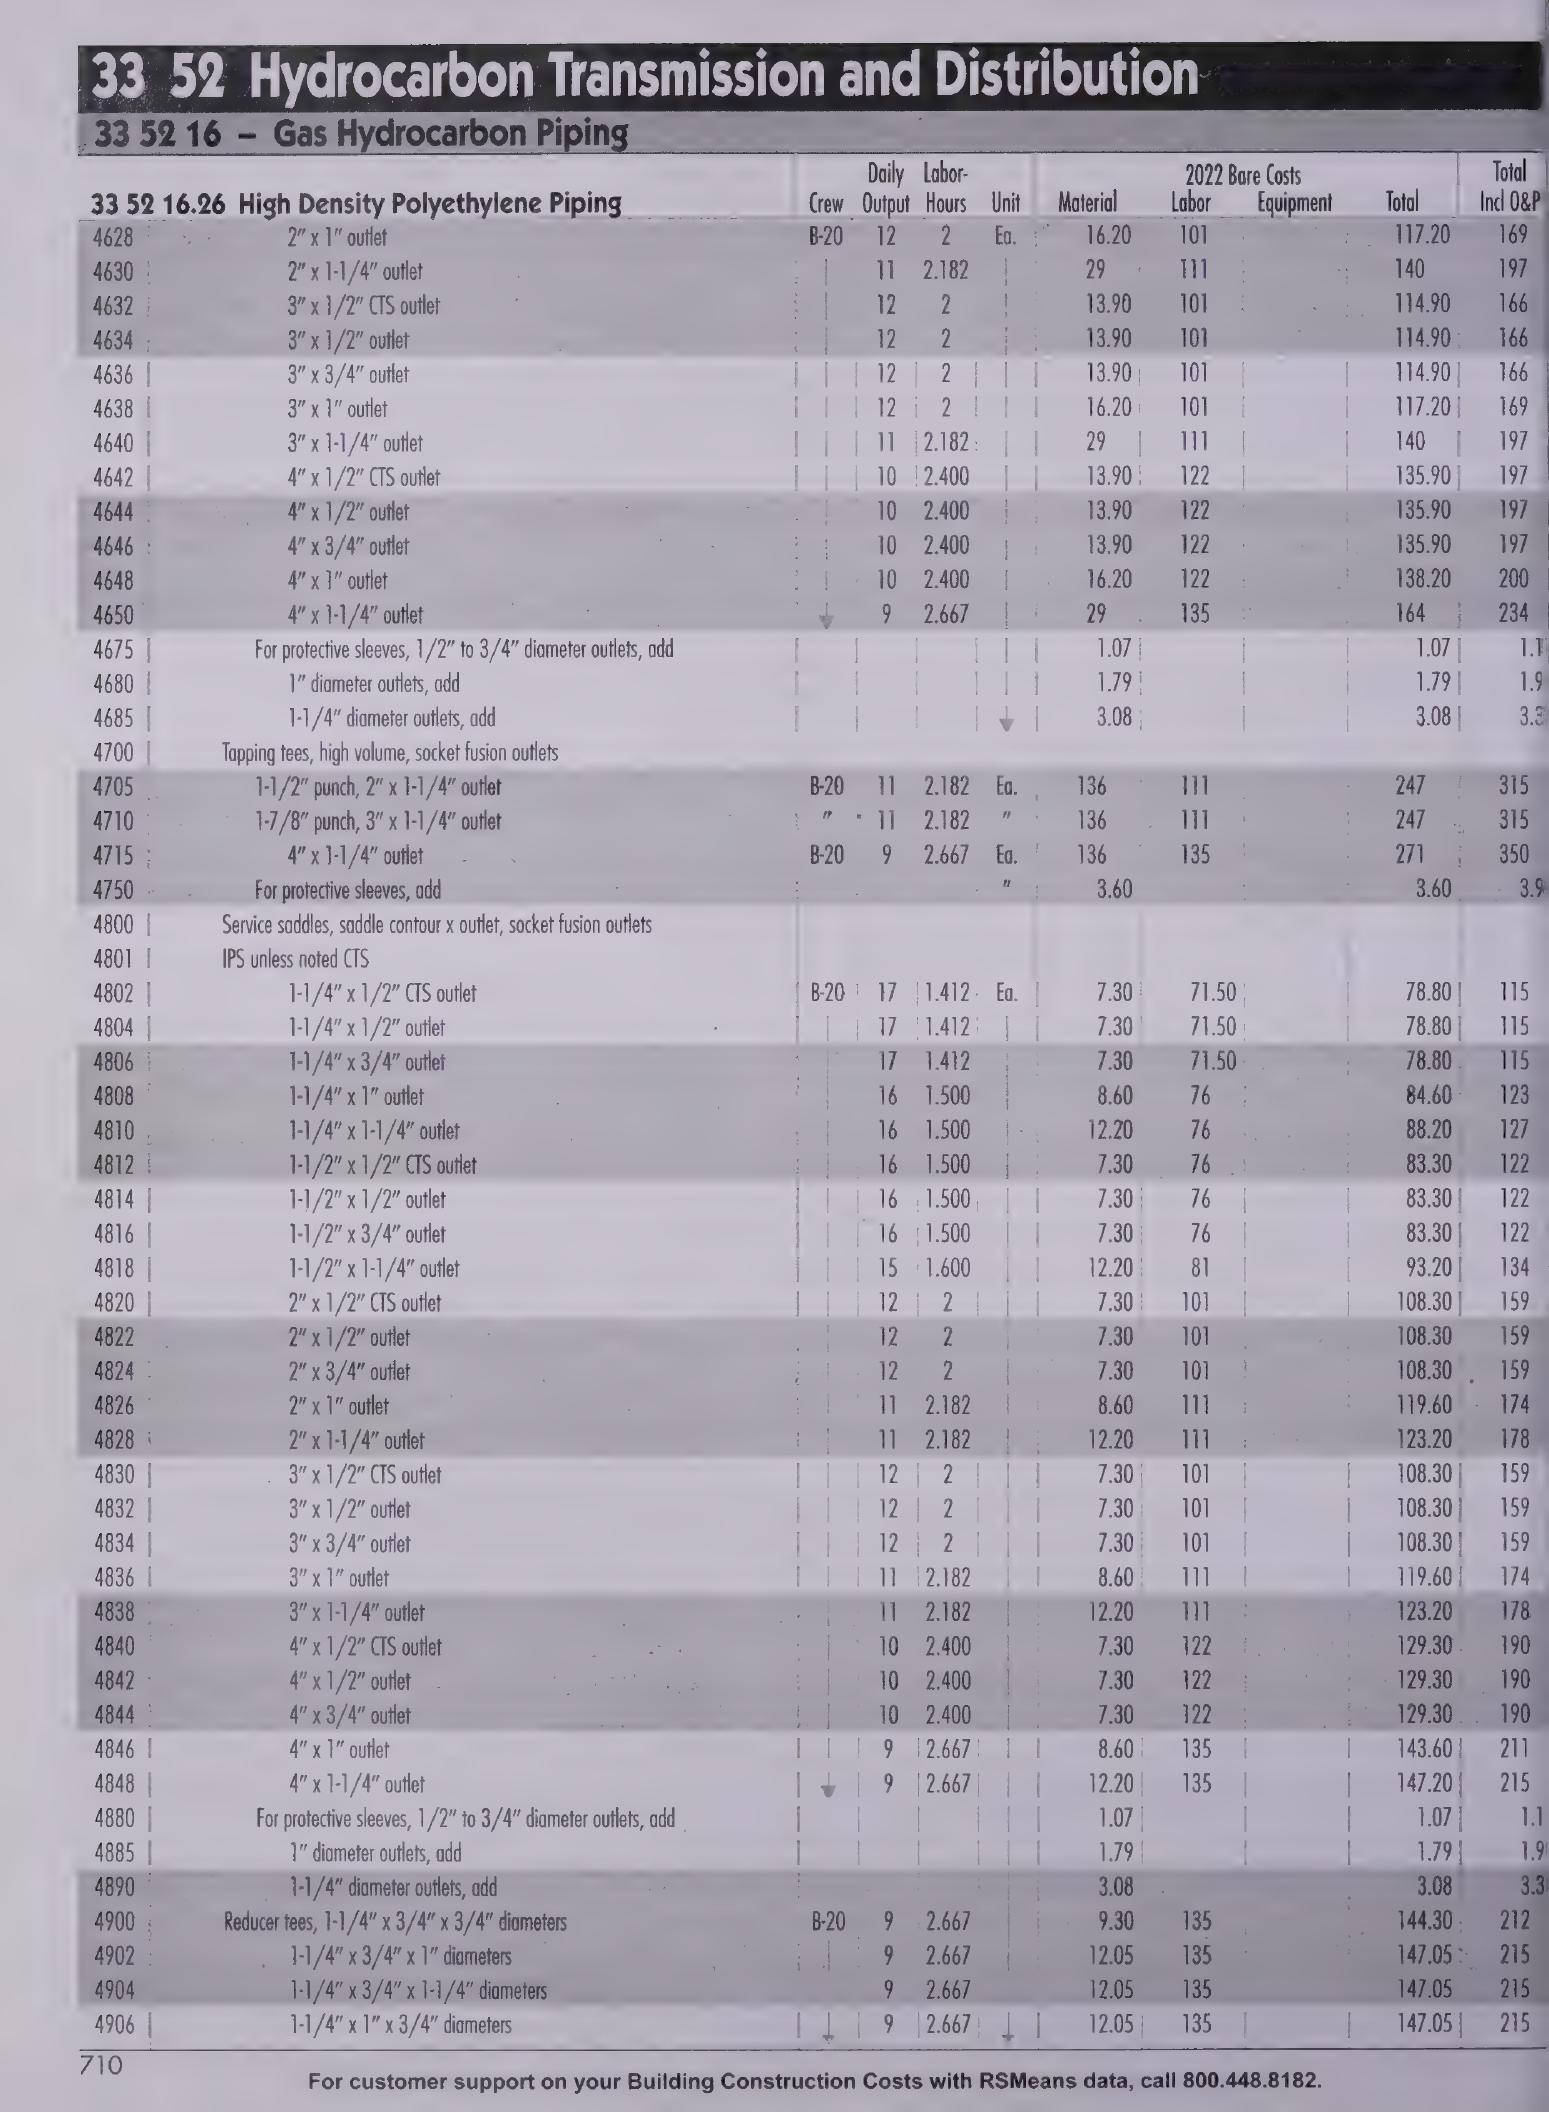 33 52 Hydrocarbon Transmission and Distribution
33 52 16 – Gas Hydrocarbon Piping
Daily Labor- 2022 Bare Costs Total
33 52 16.26 High Density Polyethylene Piping Crew Output Hours Unit Material Labor Equipment Total Incl O&P
4628 2" x 1" outlet B-20 12 2 Ea. 16.20 101 117.20 169
4630 2" x 1-1/4" outlet 11 2.182 29 111 140 197
4632 3" x 1/2" CTS outlet 12 2 13.90 101 114.90 166
4634 3" x 1/2" outlet 12 2 13.90 101 114.90 166
4636 3" x 3/4" outlet 12 2 13.90 101 114.90 166
4638 3" x 1" outlet 12 2 16.20 101 117.20 169
4640 3" x 1-1/4" outlet 11 2.182 29 111 140 197
4642 4" x 1/2" CTS outlet 10 2.400 13.90 122 135.90 197
4644 4" x 1/2" outlet 10 2.400 13.90 122 135.90 197
4646 4" x 3/4" outlet 10 2.400 13.90 122 135.90 197
4648 4" x 1" outlet 10 2.400 16.20 122 138.20 200
4650 4" x 1-1/4" outlet 9 2.667 29 135 164 234
4675 For protective sleeves, 1/2" to 3/4" diameter outlets, add 1.07 1.07
4680 1" diameter outlets, add 1.79 1.79
4685 1-1/4" diameter outlets, add 3.08 3.08
4700 Tapping tees, high volume, socket fusion outlets
4705 1-1/2" punch, 2" x 1-1/4" outlet B-20 11 2.182 Ea. 136 111 247 315
4710 1-7/8" punch, 3" x 1-1/4" outlet " 11 2.182 " 136 111 247 315
4715 4" x 1-1/4" outlet B-20 9 2.667 Ea. 136 135 271 350
4750 For protective sleeves, add " 3.60 3.60
4800 Service saddles, saddle contour x outlet, socket fusion outlets
4801 IPS unless noted CTS
4802 1-1/4" x 1/2" CTS outlet B-20 17 1.412 Ea. 7.30 71.50 78.80 115
4804 1-1/4" x 1/2" outlet 17 1.412 7.30 71.50 78.80 115
4806 1-1/4" x 3/4" outlet 17 1.412 7.30 71.50 78.80 115
4808 1-1/4" x 1" outlet 16 1.500 8.60 76 84.60 123
4810 1-1/4" x 1-1/4" outlet 16 1.500 12.20 76 88.20 127
4812 1-1/2" x 1/2" CTS outlet 16 1.500 7.30 76 83.30 122
4814 1-1/2" x 1/2" outlet 16 1.500 7.30 76 83.30 122
4816 1-1/2" x 3/4" outlet 16 1.500 7.30 76 83.30 122
4818 1-1/2" x 1-1/4" outlet 15 1.600 12.20 81 93.20 134
4820 2" x 1/2" CTS outlet 12 2 7.30 101 108.30 159
4822 2" x 1/2" outlet 12 2 7.30 101 108.30 159
4824 2" x 3/4" outlet 12 2 7.30 101 108.30 159
4826 2" x 1" outlet 11 2.182 8.60 111 119.60 174
4828 2" x 1-1/4" outlet 11 2.182 12.20 111 123.20 178
4830 3" x 1/2" CTS outlet 12 2 7.30 101 108.30 159
4832 3" x 1/2" outlet 12 2 7.30 101 108.30 159
4834 3" x 3/4" outlet 12 2 7.30 101 108.30 159
4836 3" x 1" outlet 11 2.182 8.60 111 119.60 174
4838 3" x 1-1/4" outlet 11 2.182 12.20 111 123.20 178
4840 4" x 1/2" CTS outlet 10 2.400 7.30 122 129.30 190
4842 4" x 1/2" outlet 10 2.400 7.30 122 129.30 190
4844 4" x 3/4" outlet 10 2.400 7.30 122 129.30 190
4846 4" x 1" outlet 9 2.667 8.60 135 143.60 211
4848 4" x 1-1/4" outlet 9 2.667 12.20 135 147.20 215
4880 For protective sleeves, 1/2" to 3/4" diameter outlets, add 1.07 1.07
4885 1" diameter outlets, add 1.79 1.79
4890 1-1/4" diameter outlets, add 3.08 3.08
4900 Reducer tees, 1-1/4" x 3/4" x 3/4" diameters B-20 9 2.667 9.30 135 144.30 212
4902 1-1/4" x 3/4" x 1" diameters 9 2.667 12.05 135 147.05 215
4904 1-1/4" x 3/4" x 1-1/4" diameters 9 2.667 12.05 135 147.05 215
4906 1-1/4" x 1" x 3/4" diameters 9 2.667 12.05 135 147.05 215
710
For customer support on your Building Construction Costs with RSMeans data, call 800.448.8182.